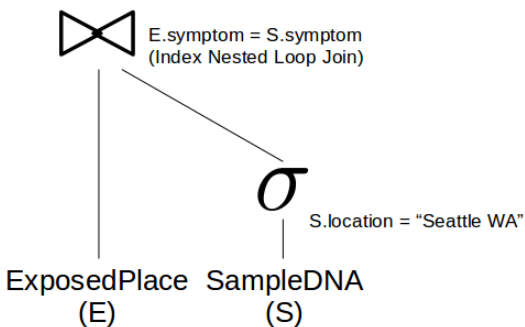 E.symptom = S.symptom
(Index Nested Loop Join)
σ
S.location = “Seattle WA”
ExposedPlace SampleDNA
(E) (S)